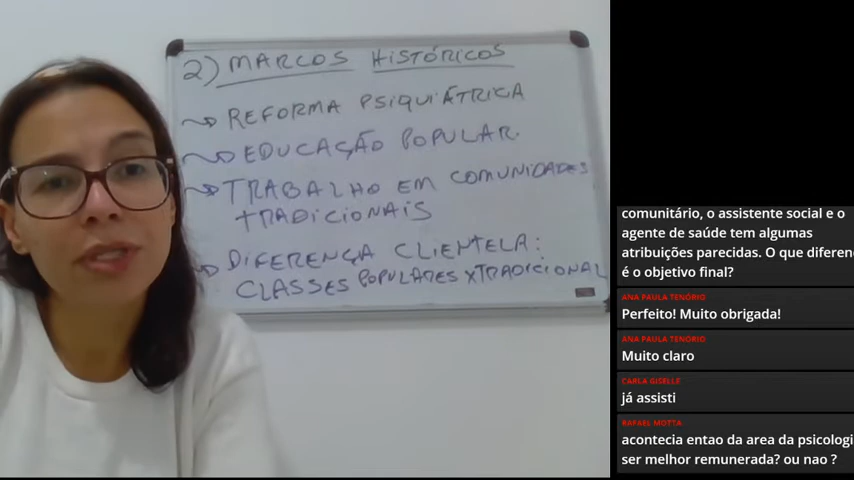 2) MARCOS HISTÓRICOS
REFORMA PSIQUIÁTRICA
EDUCAÇÃO POPULAR
TRABALHO EM COMUNIDADES
TRADICIONAIS
DIFERENÇA CLIENTELA:
CLASSES POPULARES X TRADICIONAL
comunitário, o assistente social e o
agente de saúde tem algumas
atribuições parecidas. O que diferen
é o objetivo final?
ANA PAULA TENÓRIO
Perfeito! Muito obrigada!
ANA PAULA TENÓRIO
Muito claro
CARLA GISELLE
já assisti
RAFAEL MOTTA
acontecia entao da area da psicologi
ser melhor remunerada? ou nao ?